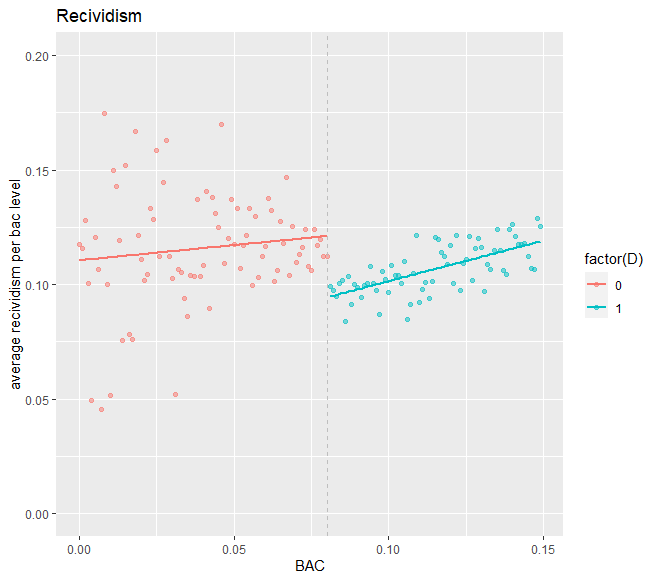 Recividism
average recividism per bac level
0.20
0.15
0.10
0.05
0.00
0.00 0.05 0.10 0.15
BAC
factor(D)
0
1